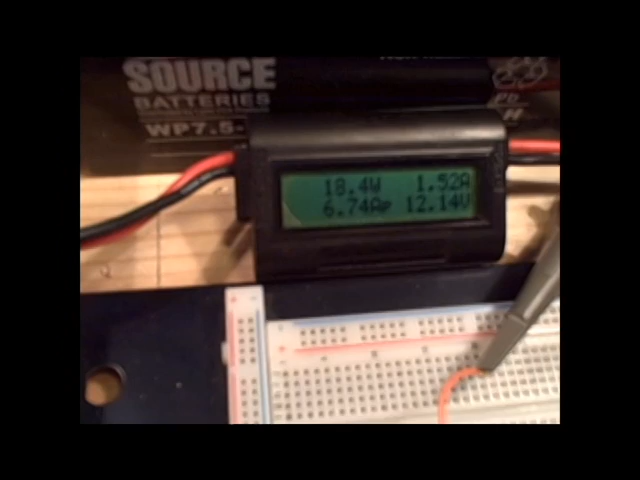 SOURCE
BATTERIES
WP7.5-
18.4W 1.52A
6.74Ap 12.14V